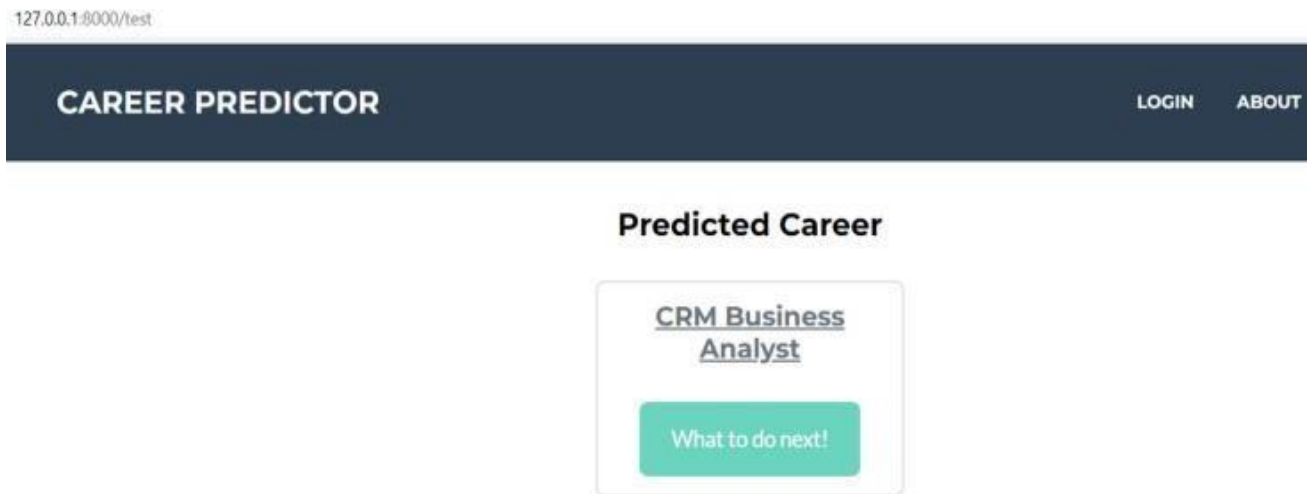 127.0.0.1:8000/test
CAREER PREDICTOR
LOGIN ABOUT
Predicted Career
CRM Business
Analyst
What to do next!